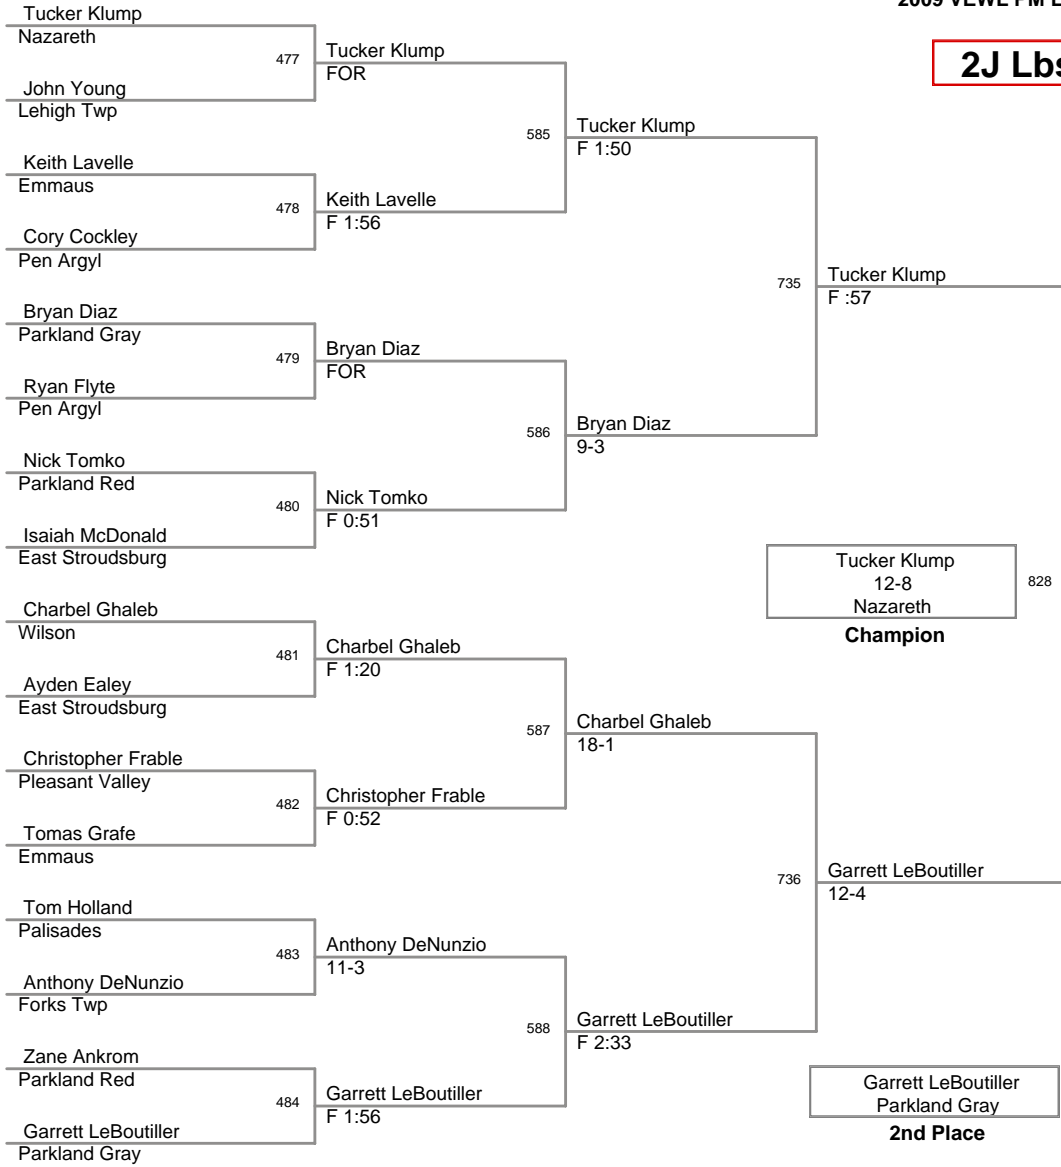 2009 VEWL PM
2J Lbs
Tucker Klump
Nazareth
477
John Young
Lehigh Twp
Keith Lavelle
Emmaus
478
Cory Cockley
Pen Argyl
Bryan Diaz
Parkland Gray
479
Ryan Flyte
Pen Argyl
Nick Tomko
Parkland Red
480
Isaiah McDonald
East Stroudsburg
Charbel Ghaleb
Wilson
481
Ayden Ealey
East Stroudsburg
Christopher Frable
Pleasant Valley
482
Tomas Grafe
Emmaus
Tom Holland
Palisades
483
Anthony DeNunzio
Forks Twp
Zane Ankrom
Parkland Red
484
Garrett LeBoutiller
Parkland Gray
Tucker Klump
FOR
585
Keith Lavelle
F 1:56
Bryan Diaz
FOR
586
Nick Tomko
F 0:51
Charbel Ghaleb
F 1:20
587
Christopher Frable
F 0:52
Anthony DeNunzio
11-3
588
Garrett LeBoutiller
F 1:56
Tucker Klump
F 1:50
735
Bryan Diaz
9-3
Charbel Ghaleb
18-1
736
Garrett LeBoutiller
F 2:33
Tucker Klump
F :57
Garrett LeBoutiller
12-4
Tucker Klump
12-8
Nazareth
828
Champion
Garrett LeBoutiller
Parkland Gray
2nd Place